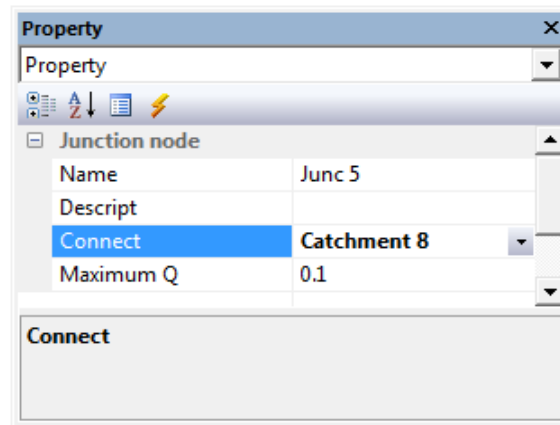 Property
Property
Junction node
Name Junc 5
Descript
Connect Catchment 8
Maximum Q 0.1
Connect